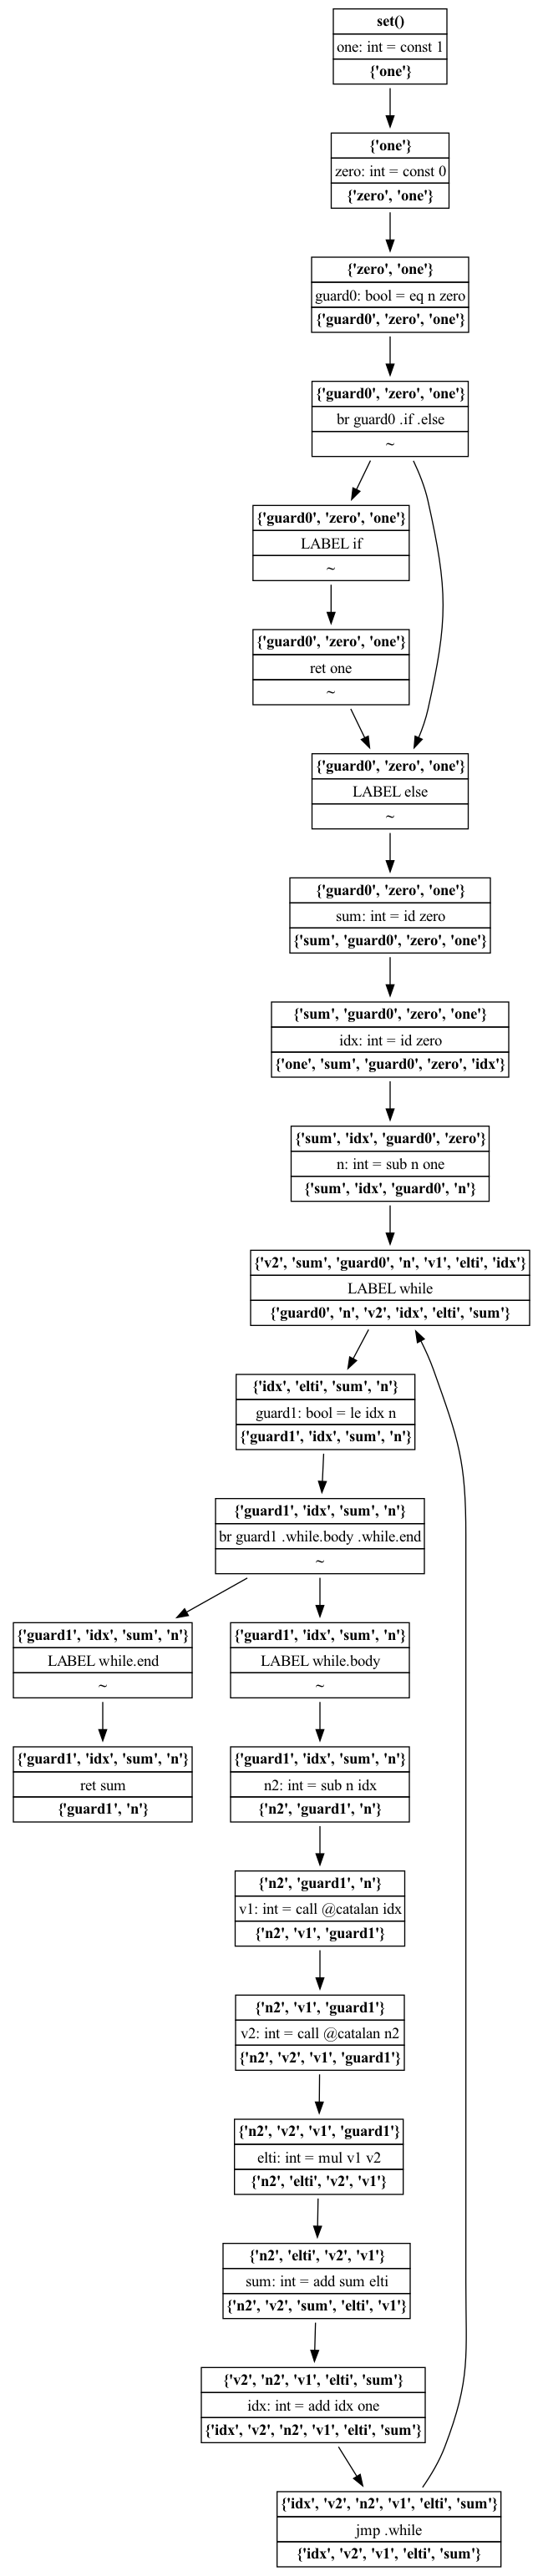 set()
one: int = const 1
{'one'}
{'one'}
zero: int = const 0
{'zero', 'one'}
{'zero', 'one'}
guard0: bool = eq n zero
{'guard0', 'zero', 'one'}
{'guard0', 'zero', 'one'}
br guard0 .if .else
~
{'guard0', 'zero', 'one'}
LABEL if
~
{'guard0', 'zero', 'one'}
ret one
~
{'guard0', 'zero', 'one'}
LABEL else
~
{'guard0', 'zero', 'one'}
sum: int = id zero
{'sum', 'guard0', 'zero', 'one'}
{'sum', 'guard0', 'zero', 'one'}
idx: int = id zero
{'one', 'sum', 'guard0', 'zero', 'idx'}
{'sum', 'idx', 'guard0', 'zero'}
n: int = sub n one
{'sum', 'idx', 'guard0', 'n'}
{'v2', 'sum', 'guard0', 'n', 'v1', 'elti', 'idx'}
LABEL while
{'guard0', 'n', 'v2', 'idx', 'elti', 'sum'}
{'idx', 'elti', 'sum', 'n'}
guard1: bool = le idx n
{'guard1', 'idx', 'sum', 'n'}
{'guard1', 'idx', 'sum', 'n'}
br guard1 .while.body .while.end
~
{'guard1', 'idx', 'sum', 'n'}
LABEL while.end
~
{'guard1', 'idx', 'sum', 'n'}
LABEL while.body
~
{'guard1', 'idx', 'sum', 'n'}
ret sum
{'guard1', 'n'}
{'guard1', 'idx', 'sum', 'n'}
n2: int = sub n idx
{'n2', 'guard1', 'n'}
{'n2', 'guard1', 'n'}
v1: int = call @catalan idx
{'n2', 'v1', 'guard1'}
{'n2', 'v1', 'guard1'}
v2: int = call @catalan n2
{'n2', 'v2', 'v1', 'guard1'}
{'n2', 'v2', 'v1', 'guard1'}
elti: int = mul v1 v2
{'n2', 'elti', 'v2', 'v1'}
{'n2', 'elti', 'v2', 'v1'}
sum: int = add sum elti
{'n2', 'v2', 'sum', 'elti', 'v1'}
{'v2', 'n2', 'v1', 'elti', 'sum'}
idx: int = add idx one
{'idx', 'v2', 'n2', 'v1', 'elti', 'sum'}
{'idx', 'v2', 'n2', 'v1', 'elti', 'sum'}
jmp .while
{'idx', 'v2', 'v1', 'elti', 'sum'}